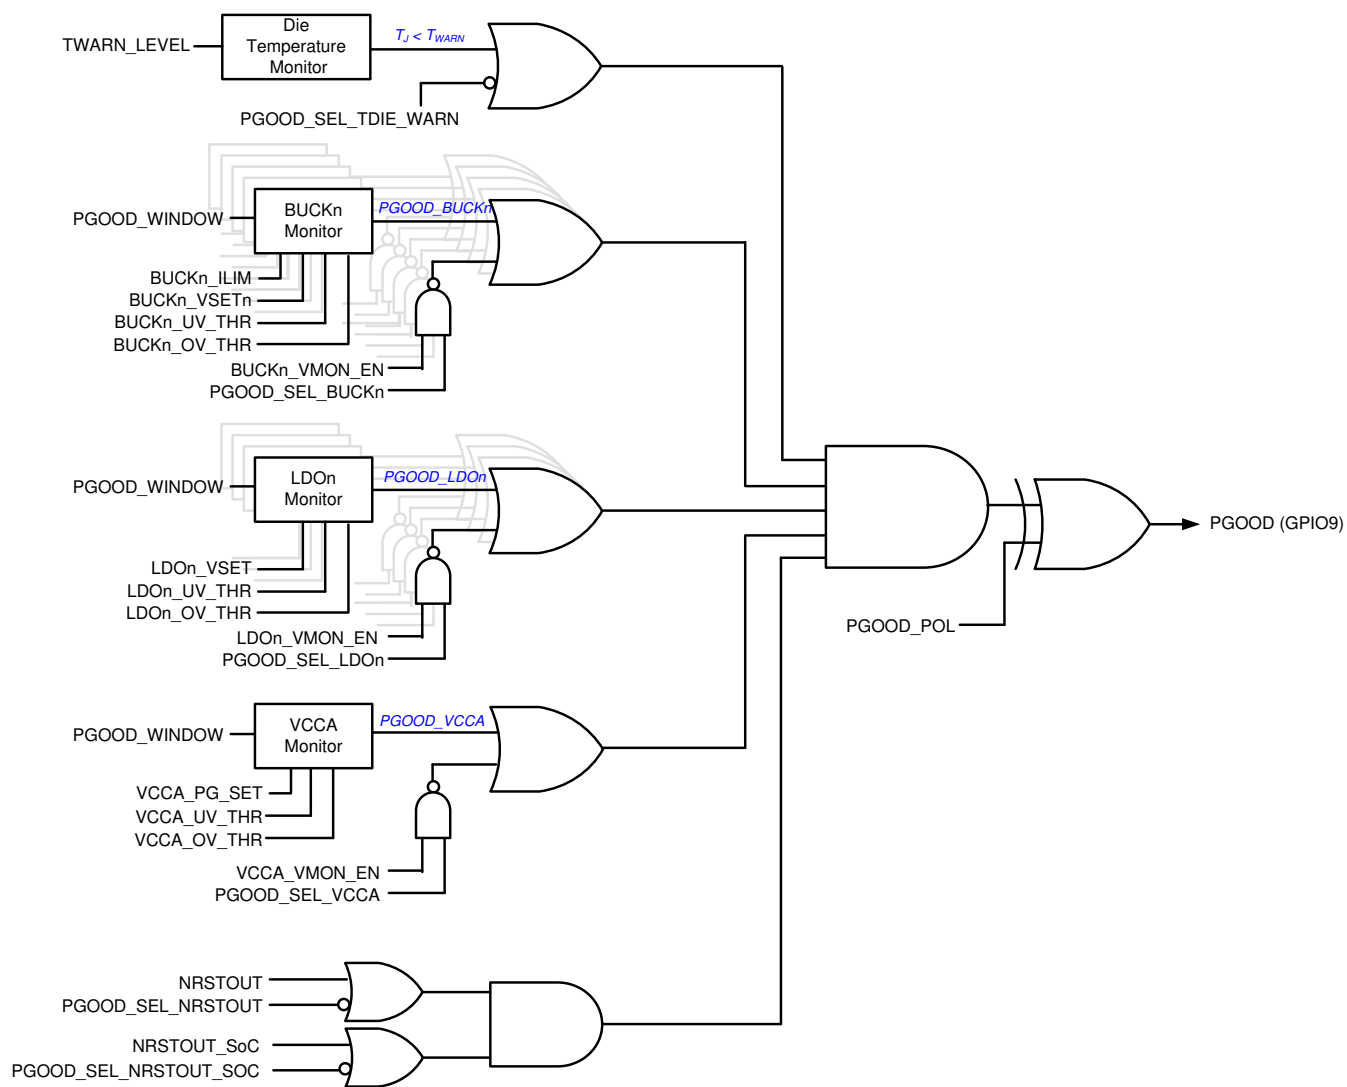 TWARN_LEVEL
Die
Temperature
Monitor
TJ < TWARN
PGOOD_SEL_TDIE_WARN
PGOOD_WINDOW
BUCKn
Monitor
PGOOD_BUCKn
BUCKn_ILIM
BUCKn_VSETn
BUCKn_UV_THR
BUCKn_OV_THR
BUCKn_VMON_EN
PGOOD_SEL_BUCKn
PGOOD_WINDOW
LDOn
Monitor
PGOOD_LDOn
LDOn_VSET
LDOn_UV_THR
LDOn_OV_THR
LDOn_VMON_EN
PGOOD_SEL_LDOn
PGOOD (GPIO9)
PGOOD_POL
PGOOD_WINDOW
VCCA
Monitor
PGOOD_VCCA
VCCA_PG_SET
VCCA_UV_THR
VCCA_OV_THR
VCCA_VMON_EN
PGOOD_SEL_VCCA
NRSTOUT
PGOOD_SEL_NRSTOUT
NRSTOUT_SoC
PGOOD_SEL_NRSTOUT_SOC